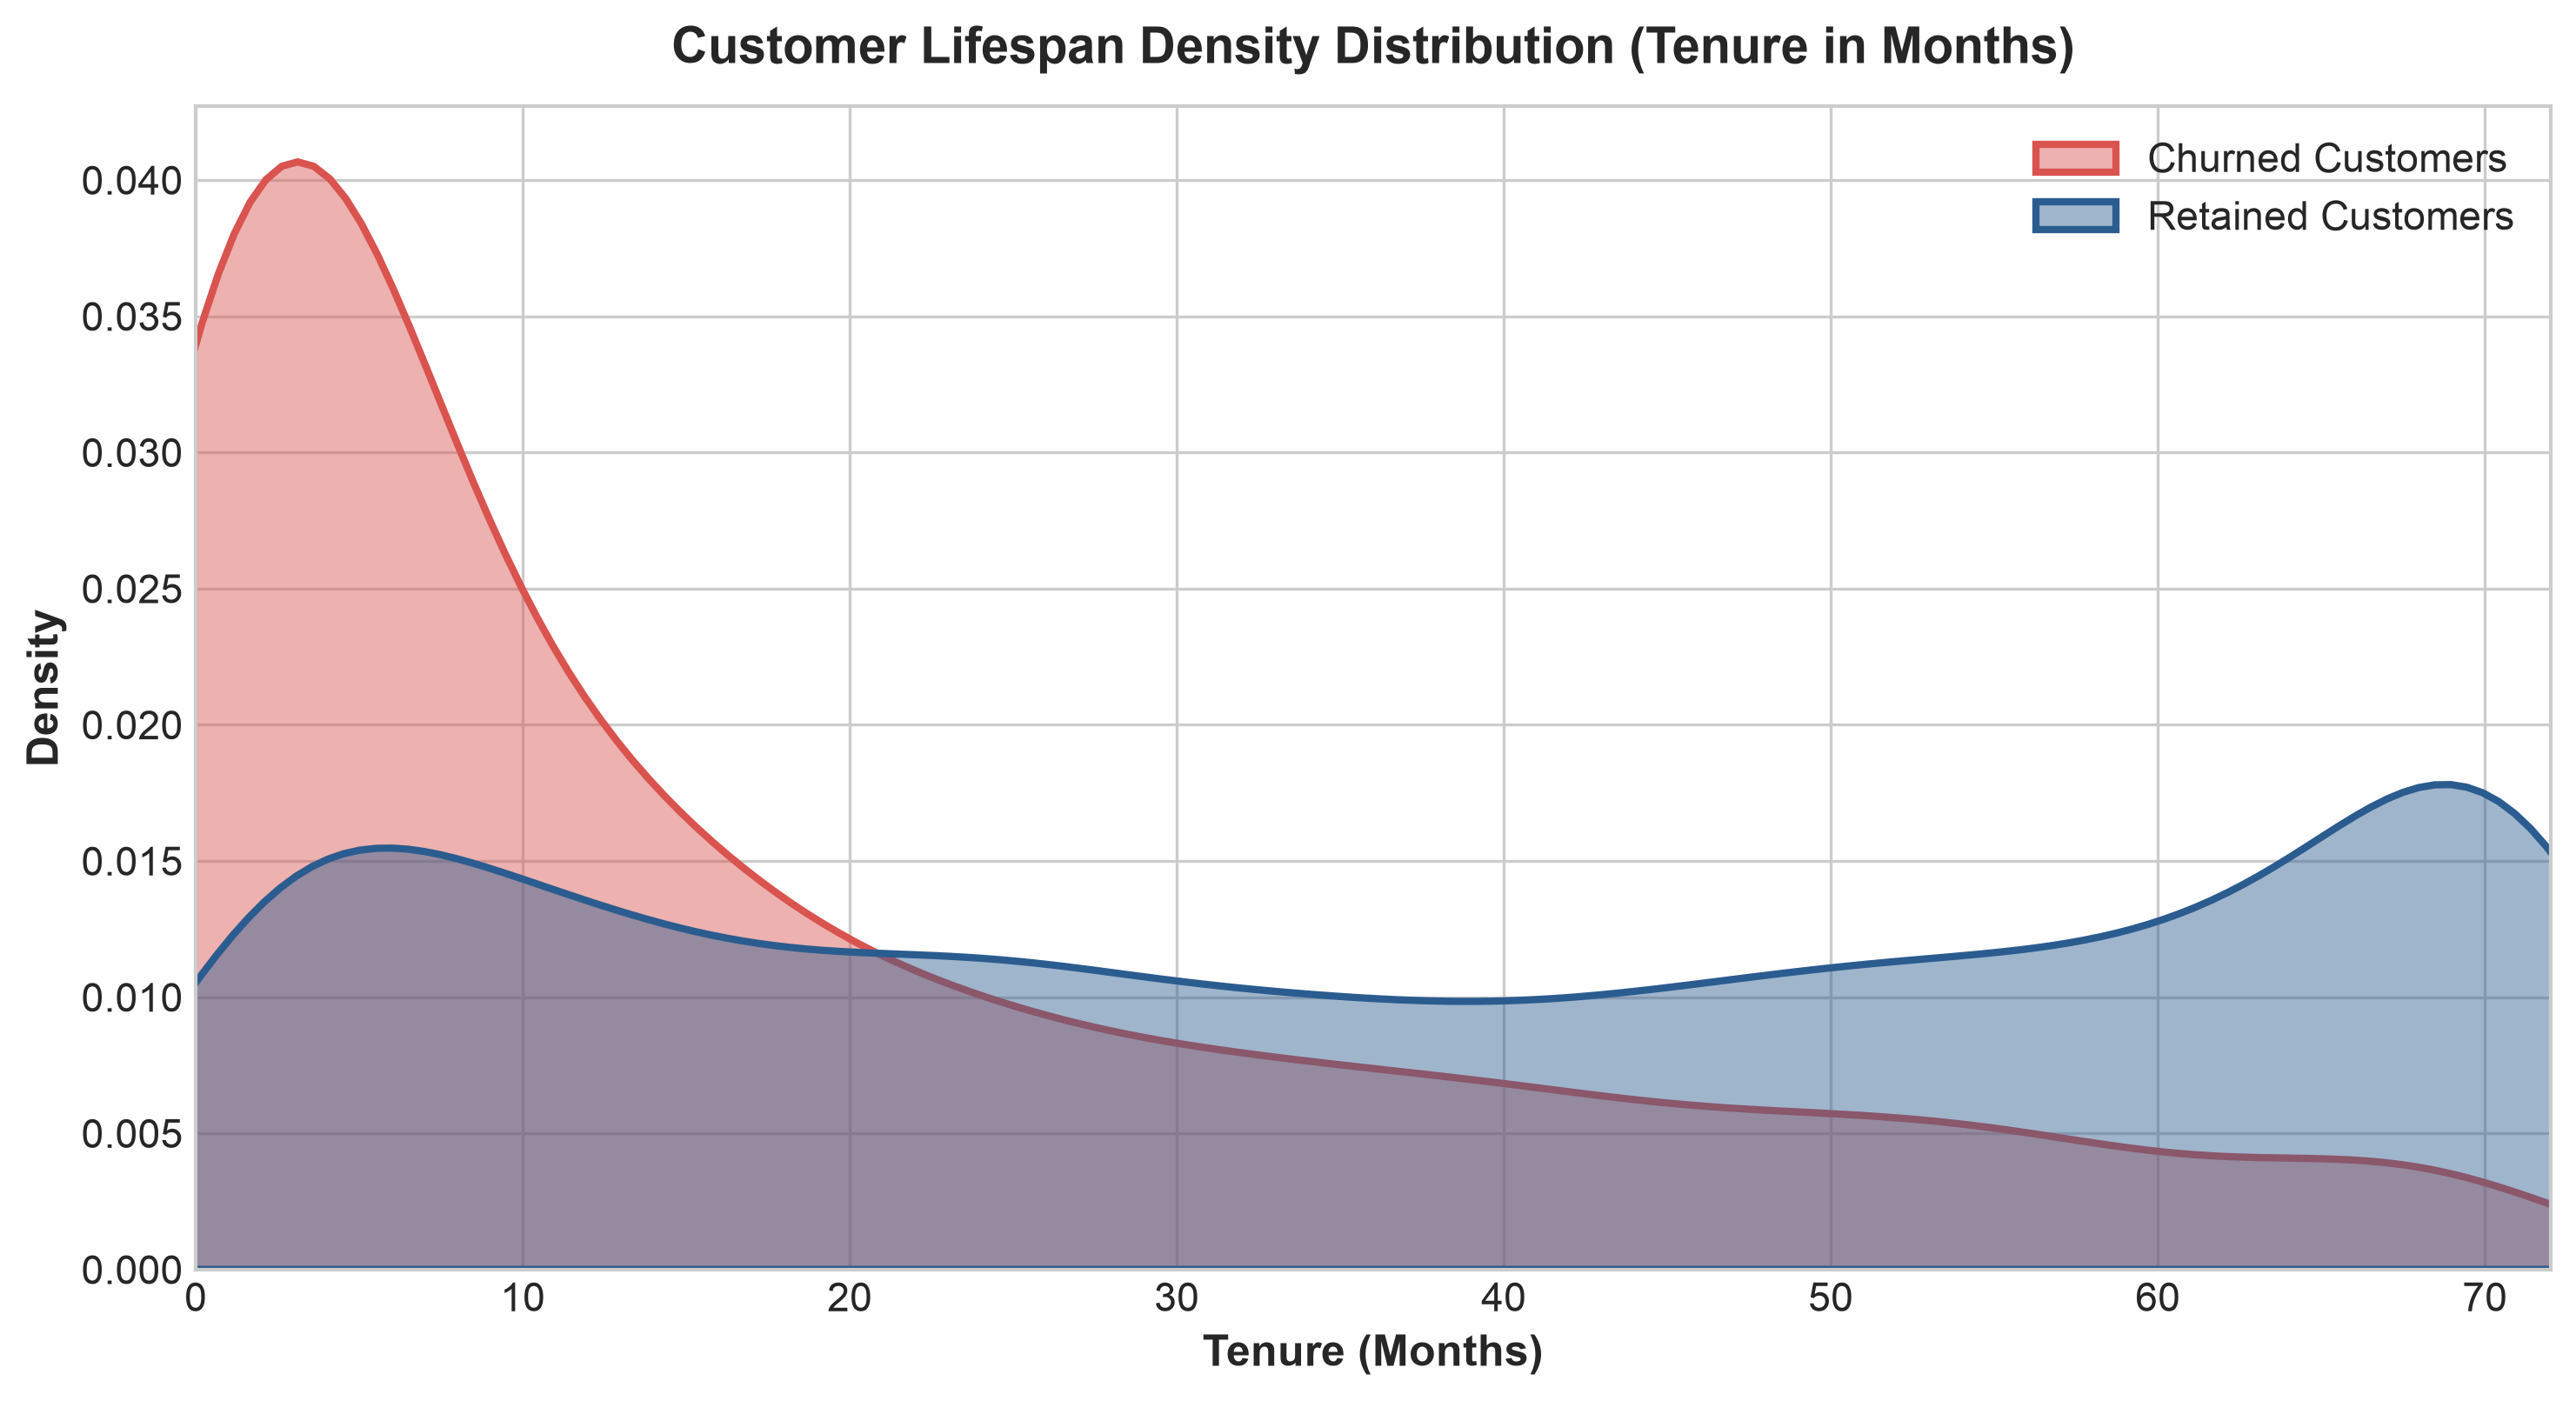 Customer Lifespan Density Distribution (Tenure in Months)
Churned Customers
Retained Customers
0.040
0.035
0.030
0.025
0.020
0.015
0.010
0.005
0.000
Density
0 10 20 30 40 50 60 70
Tenure (Months)